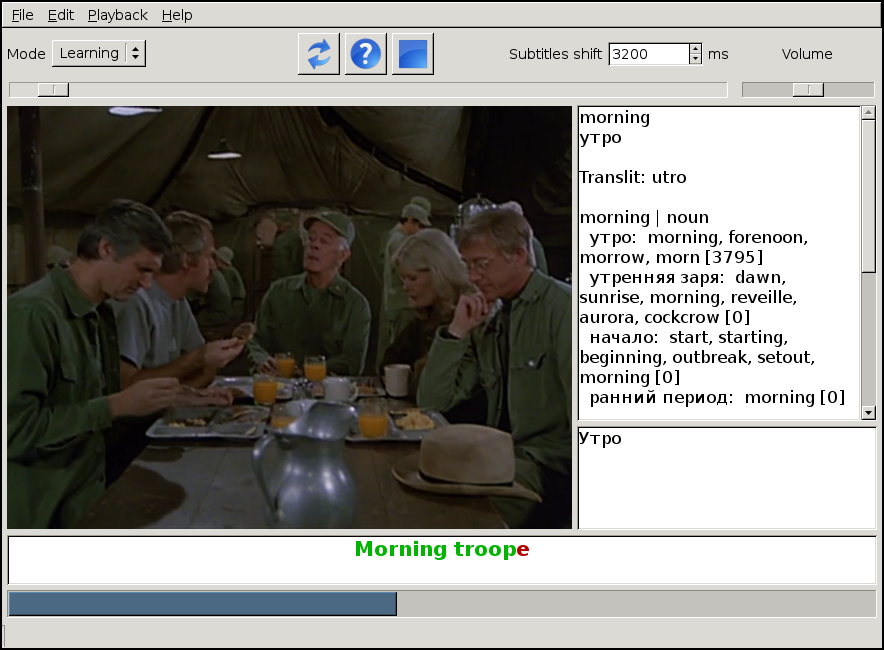 File Edit Playback Help
Mode Learning Subtitles shift 3200 ms Volume
morning
утро
Translit: utro
morning | noun
утро: morning, forenoon,
morrow, morn [3795]
утренняя заря: dawn,
sunrise, morning, reveille,
aurora, cockcrow [0]
начало: start, starting,
beginning, outbreak, setout,
morning [0]
ранний период: morning [0]
Утро
Morning troope